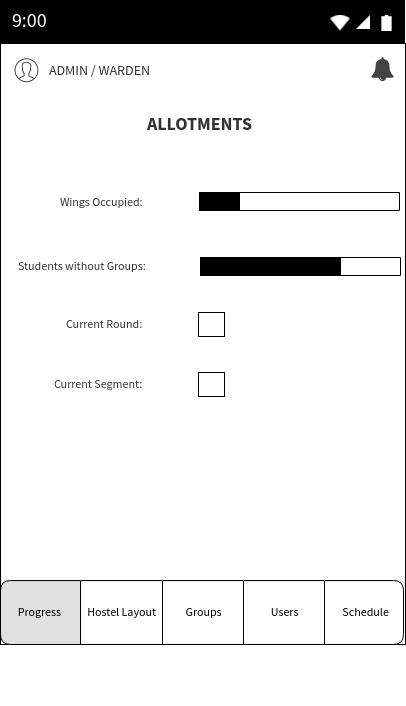 9:00
ADMIN / WARDEN
ALLOTMENTS
Wings Occupied:
Students without Groups:
Current Round:
Current Segment:
Progress Hostel Layout Groups Users Schedule